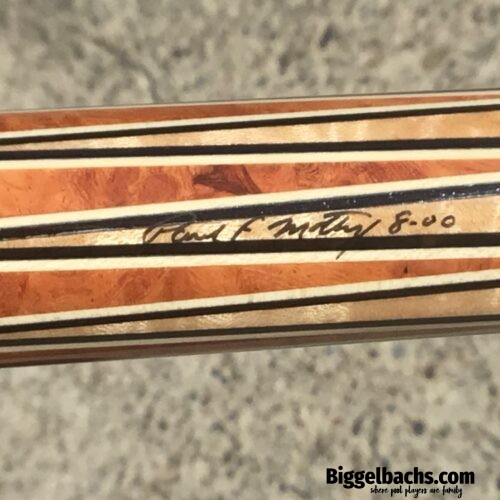 Paul F Mottey 8-00
Biggelbachs.com
where pool players are family